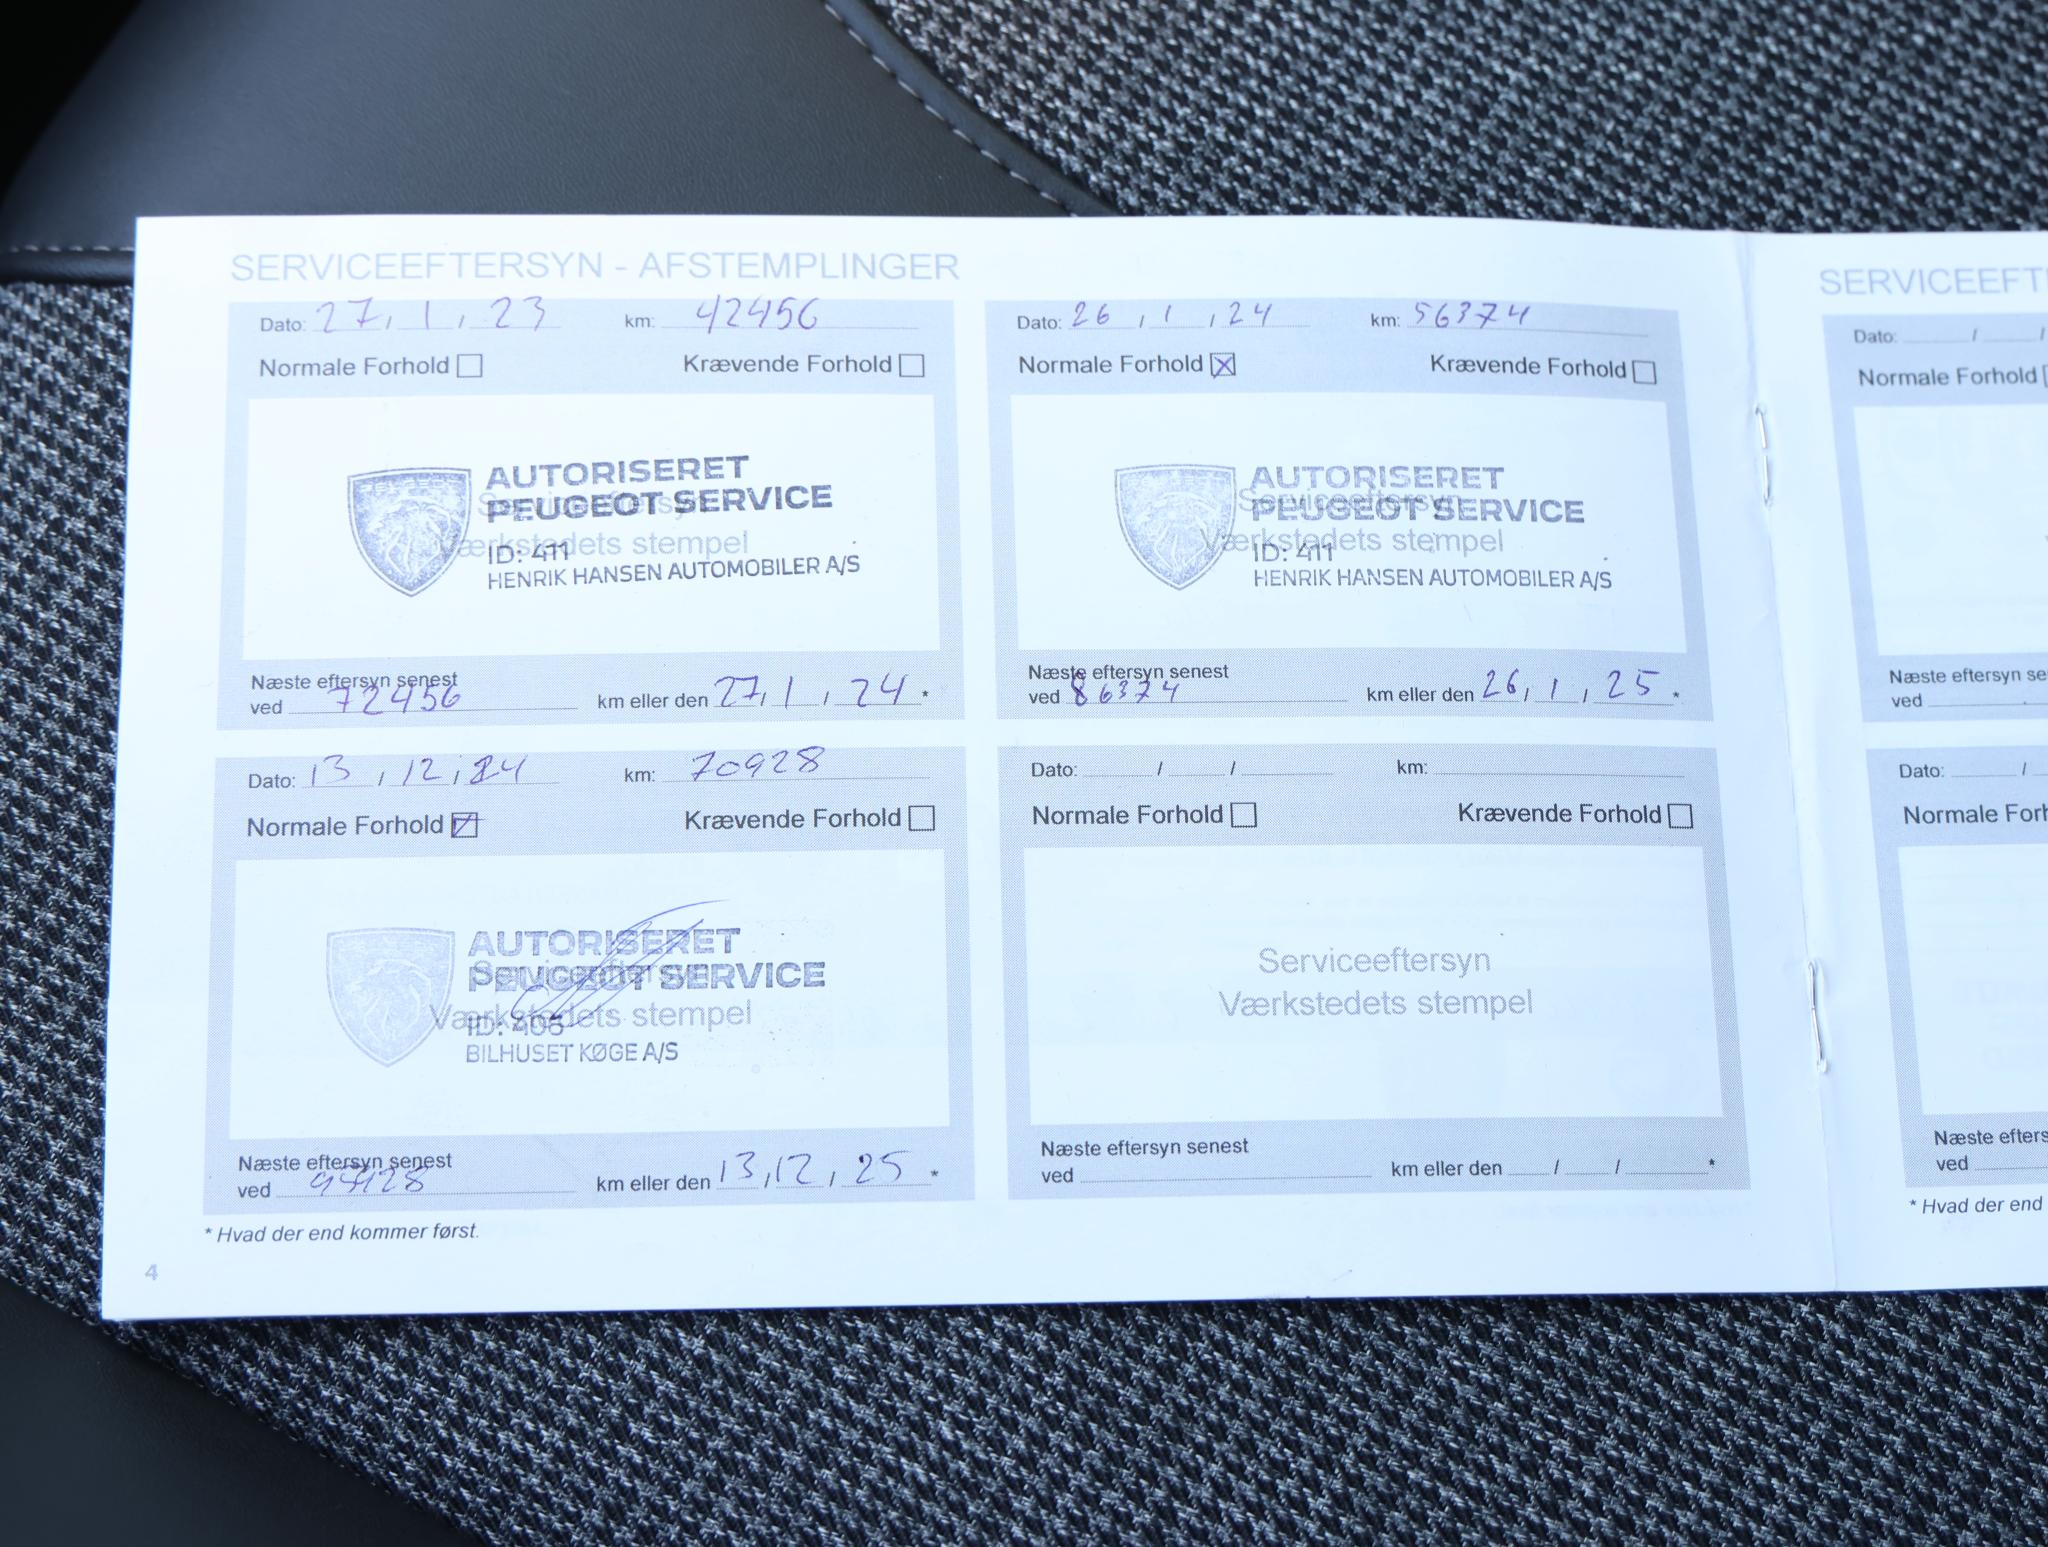 SERVICEEFTERSYN - AFSTEMPLINGER
Dato: 27 / 1 / 23 km: 42456
Normale Forhold Krævende Forhold
AUTORISERET
PEUGEOT SERVICE
Serviceeftersyn
Værkstedets stempel
ID: 411
HENRIK HANSEN AUTOMOBILER A/S
Næste eftersyn senest
ved 72456 km eller den 27 / 1 / 24 *
Dato: 26 / 1 / 24 km: 56374
Normale Forhold X Krævende Forhold
AUTORISERET
PEUGEOT SERVICE
Serviceeftersyn
Værkstedets stempel
ID: 411
HENRIK HANSEN AUTOMOBILER A/S
Næste eftersyn senest
ved 86374 km eller den 26 / 1 / 25 *
Dato: 13 / 12 / 24 km: 70928
Normale Forhold Krævende Forhold
AUTORISERET
PEUGEOT SERVICE
Serviceeftersyn
Værkstedets stempel
ID: 406
BILHUSET KØGE A/S
Næste eftersyn senest
ved km eller den 13 / 12 / 25 *
Dato: / / km:
Normale Forhold Krævende Forhold
Serviceeftersyn
Værkstedets stempel
Næste eftersyn senest
ved km eller den / / *
* Hvad der end kommer først.
4
SERVICEEFT
Dato: / /
Normale Forhold
Næste eftersyn se
ved
Dato: /
Normale Forh
Næste efters
ved
* Hvad der end